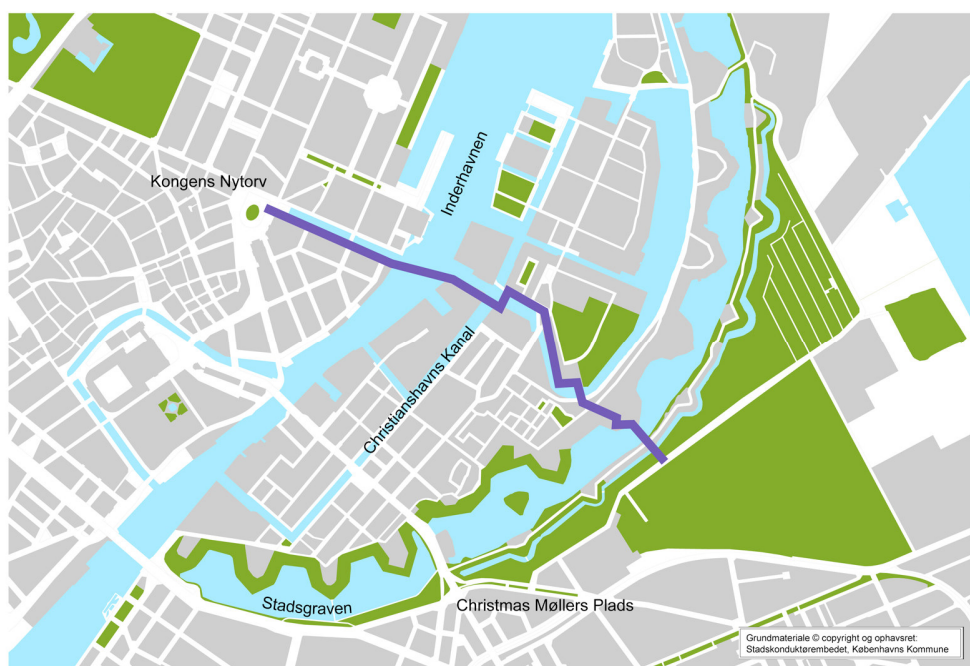 Kongens Nytorv
Inderhavnen
Christianshavns Kanal
Stadsgraven
Christmas Møllers Plads
Grundmateriale © copyright og ophavsret:
Stadskonduktørembedet, Københavns Kommune